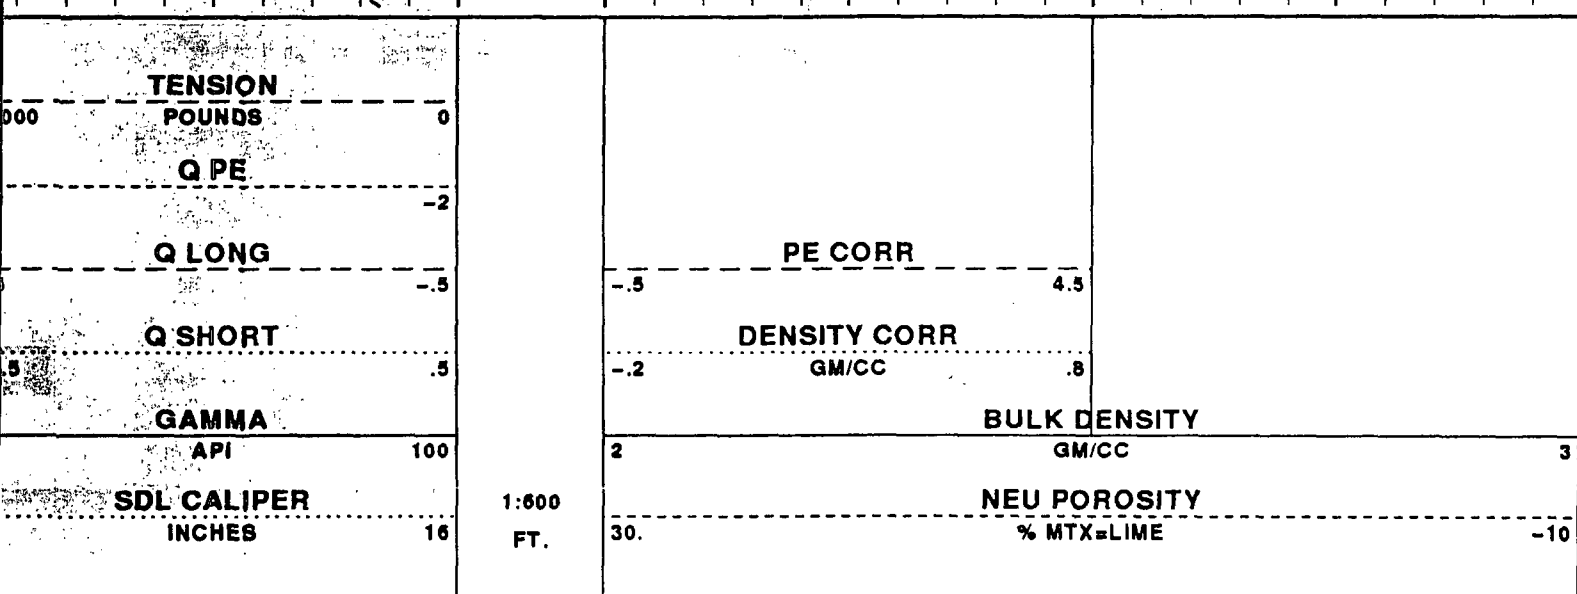 TENSION
000 POUNDS 0
Q PE
-2
Q LONG
-.5
Q SHORT
.5 .5
GAMMA
API 100
SDL CALIPER
INCHES 16
1:600
FT.
PE CORR
-.5 4.5
DENSITY CORR
-.2 GM/CC .8
BULK DENSITY
2 GM/CC 3
NEU POROSITY
30. % MTX=LIME -10